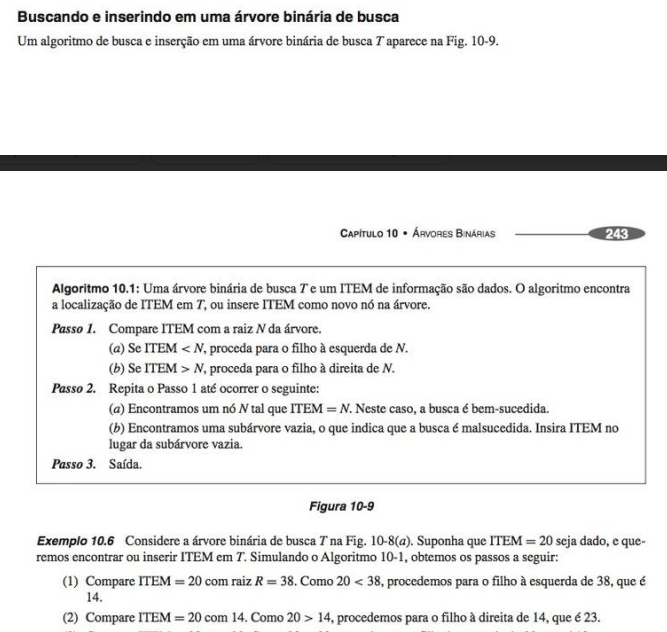 Buscando e inserindo em uma árvore binária de busca
Um algoritmo de busca e inserção em uma árvore binária de busca T aparece na Fig. 10-9.
CAPÍTULO 10 • ÁRVORES BINÁRIAS 243
Algoritmo 10.1: Uma árvore binária de busca T e um ITEM de informação são dados. O algoritmo encontra
a localização de ITEM em T, ou insere ITEM como novo nó na árvore.
Passo 1. Compare ITEM com a raiz N da árvore.
(a) Se ITEM < N, proceda para o filho à esquerda de N.
(b) Se ITEM > N, proceda para o filho à direita de N.
Passo 2. Repita o Passo 1 até ocorrer o seguinte:
(a) Encontramos um nó N tal que ITEM = N. Neste caso, a busca é bem-sucedida.
(b) Encontramos uma subárvore vazia, o que indica que a busca é malsucedida. Insira ITEM no
lugar da subárvore vazia.
Passo 3. Saída.
Figura 10-9
Exemplo 10.6 Considere a árvore binária de busca T na Fig. 10-8(a). Suponha que ITEM = 20 seja dado, e que-
remos encontrar ou inserir ITEM em T. Simulando o Algoritmo 10-1, obtemos os passos a seguir:
(1) Compare ITEM = 20 com raiz R = 38. Como 20 < 38, procedemos para o filho à esquerda de 38, que é
14.
(2) Compare ITEM = 20 com 14. Como 20 > 14, procedemos para o filho à direita de 14, que é 23.